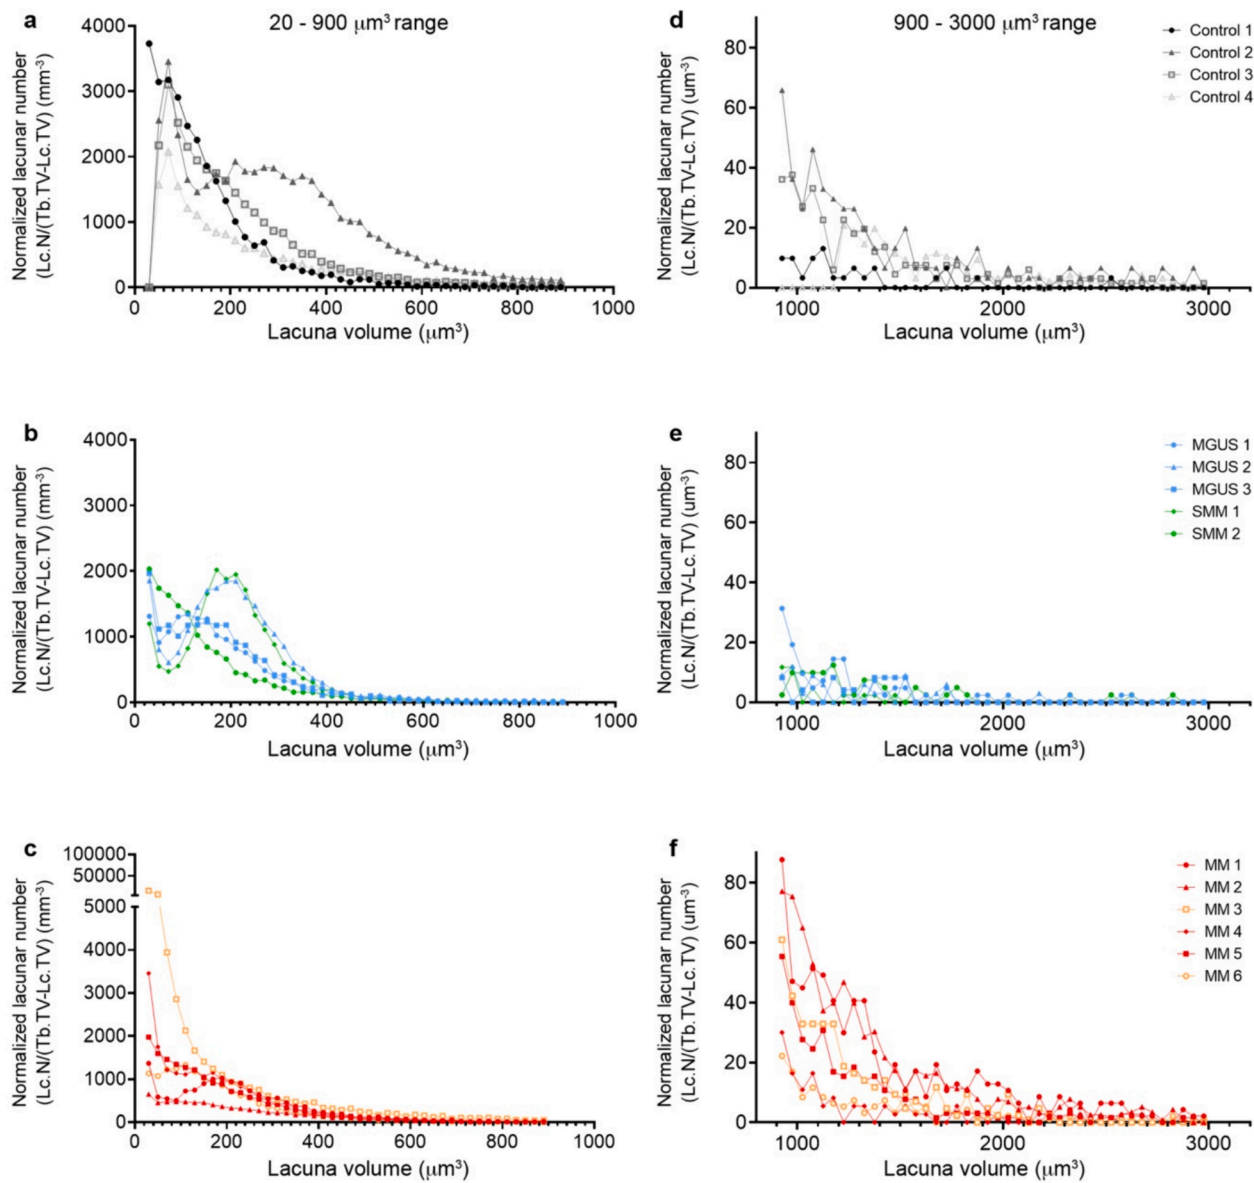 a
20 - 900 μm³ range
4000
3000
2000
1000
0
Normalized lacunar number
(Lc.N/(Tb.TV-Lc.TV) (mm⁻³)
0 200 400 600 800 1000
Lacuna volume (μm³)
d
900 - 3000 μm³ range
80
60
40
20
0
Normalized lacunar number
(Lc.N/(Tb.TV-Lc.TV) (um⁻³)
1000 2000 3000
Lacuna volume (μm³)
Control 1
Control 2
Control 3
Control 4
b
4000
3000
2000
1000
0
Normalized lacunar number
(Lc.N/(Tb.TV-Lc.TV) (mm⁻³)
0 200 400 600 800 1000
Lacuna volume (μm³)
e
80
60
40
20
0
Normalized lacunar number
(Lc.N/(Tb.TV-Lc.TV) (um⁻³)
1000 2000 3000
Lacuna volume (μm³)
MGUS 1
MGUS 2
MGUS 3
SMM 1
SMM 2
c
100000
50000
5000
4000
3000
2000
1000
0
Normalized lacunar number
(Lc.N/(Tb.TV-Lc.TV) (mm⁻³)
0 200 400 600 800 1000
Lacuna volume (μm³)
f
80
60
40
20
0
Normalized lacunar number
(Lc.N/(Tb.TV-Lc.TV) (um⁻³)
1000 2000 3000
Lacuna volume (μm³)
MM 1
MM 2
MM 3
MM 4
MM 5
MM 6